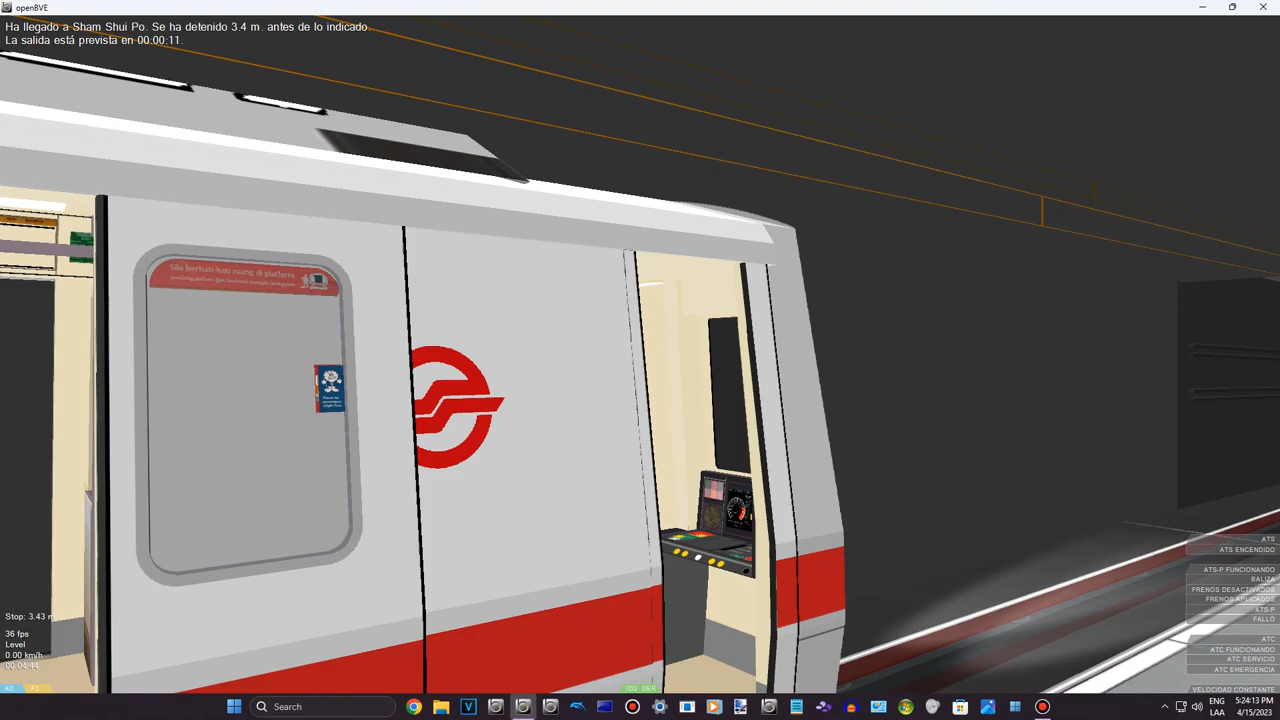 openBVE
Ha llegado a Sham Shui Po. Se ha detenido 3.4 m. antes de lo indicado.
La salida está prevista en 00:00:11.
Sila berhati-hati ruang di platform
ATS
ATS ENCENDIDO
ATS-P FUNCIONANDO
BALIZA
FRENOS DESACTIVADOS
FRENOS APLICADOS
ATS-P
FALLO
ATC
ATC FUNCIONANDO
ATC SERVICIO
ATC EMERGENCIA
VELOCIDAD CONSTANTE
Stop: 3.43 m
36 fps
Level
0.00 km/h
00:04:44
AD
F3
IZQ DER
Search
ENG
LAA
5:24:13 PM
4/15/2023